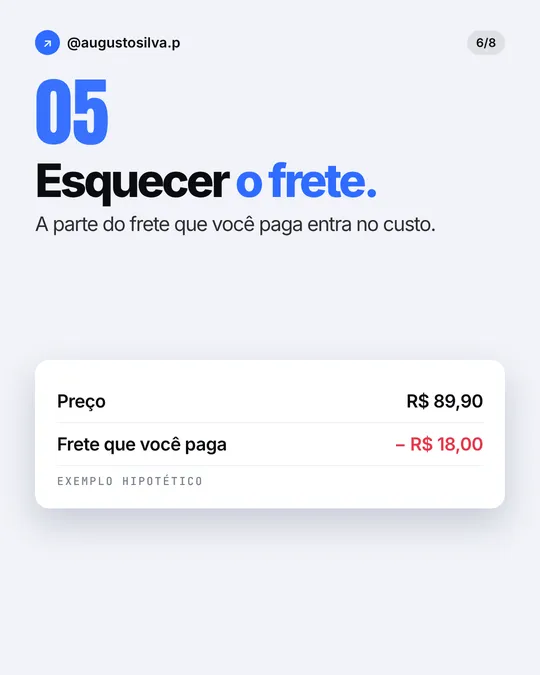 @augustosilva.p
6/8
05
Esquecer o frete.
A parte do frete que você paga entra no custo.
Preço R$ 89,90
Frete que você paga – R$ 18,00
EXEMPLO HIPOTÉTICO